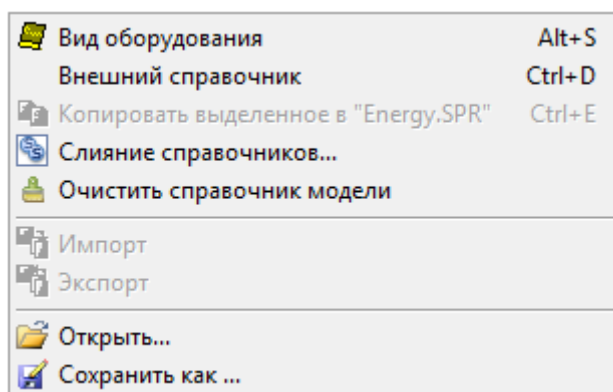 Вид оборудования Alt+S
Внешний справочник Ctrl+D
Копировать выделенное в "Energy.SPR" Ctrl+E
Слияние справочников...
Очистить справочник модели
Импорт
Экспорт
Открыть...
Сохранить как ...